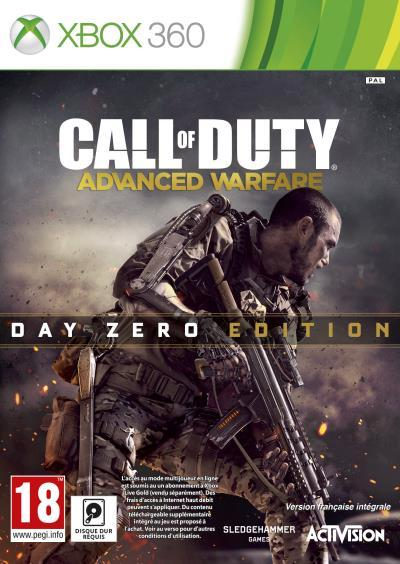 XBOX 360
PAL
CALL OF DUTY®
ADVANCED WARFARE
DAY ZERO EDITION
18
www.pegi.info
DISQUE DUR
REQUIS
L'accès au mode multijoueur en ligne
est soumis au un abonnement à Xbox
Live Gold (vendu séparément). Des
frais d'accès à Internet haut débit
peuvent s'appliquer. Du contenu
téléchargeable supplémentaire
intégré au jeu est proposé à
l'achat. Voir au verso pour d'autres
conditions d'utilisation.
SLEDGEHAMMER
GAMES
Version française intégrale
ACTIVISION